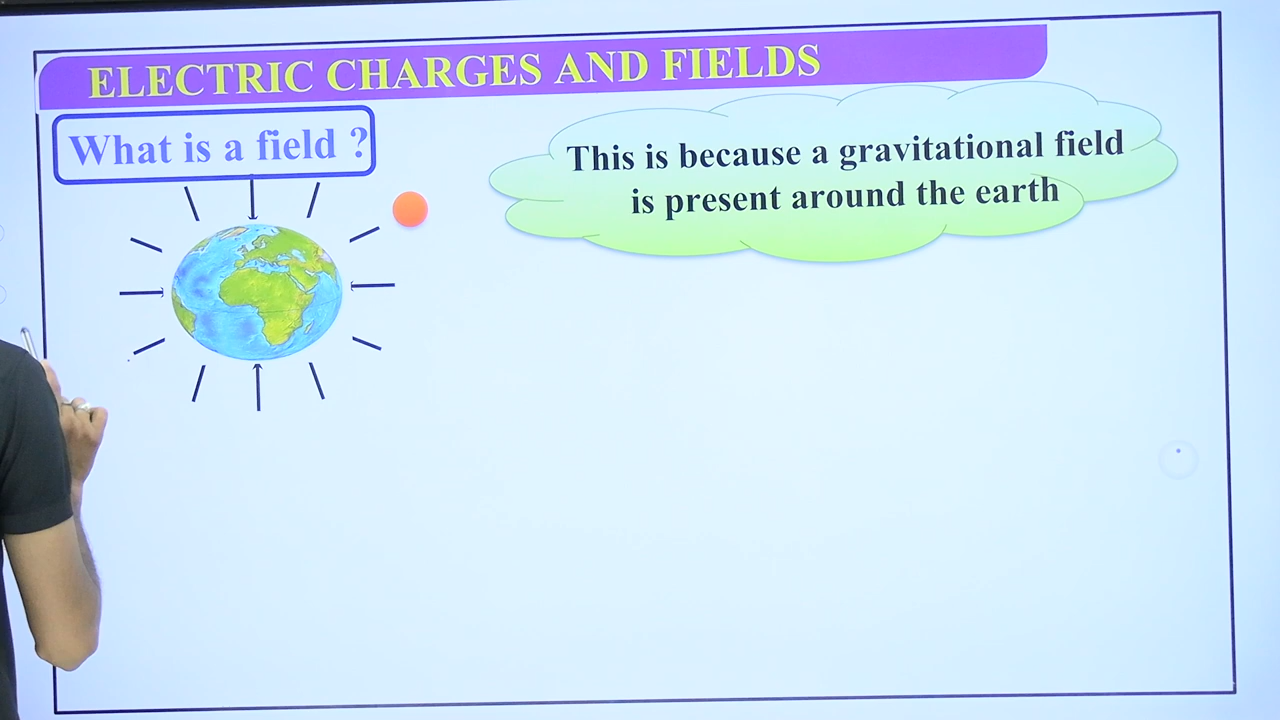 ELECTRIC CHARGES AND FIELDS
What is a field ?
This is because a gravitational field
is present around the earth